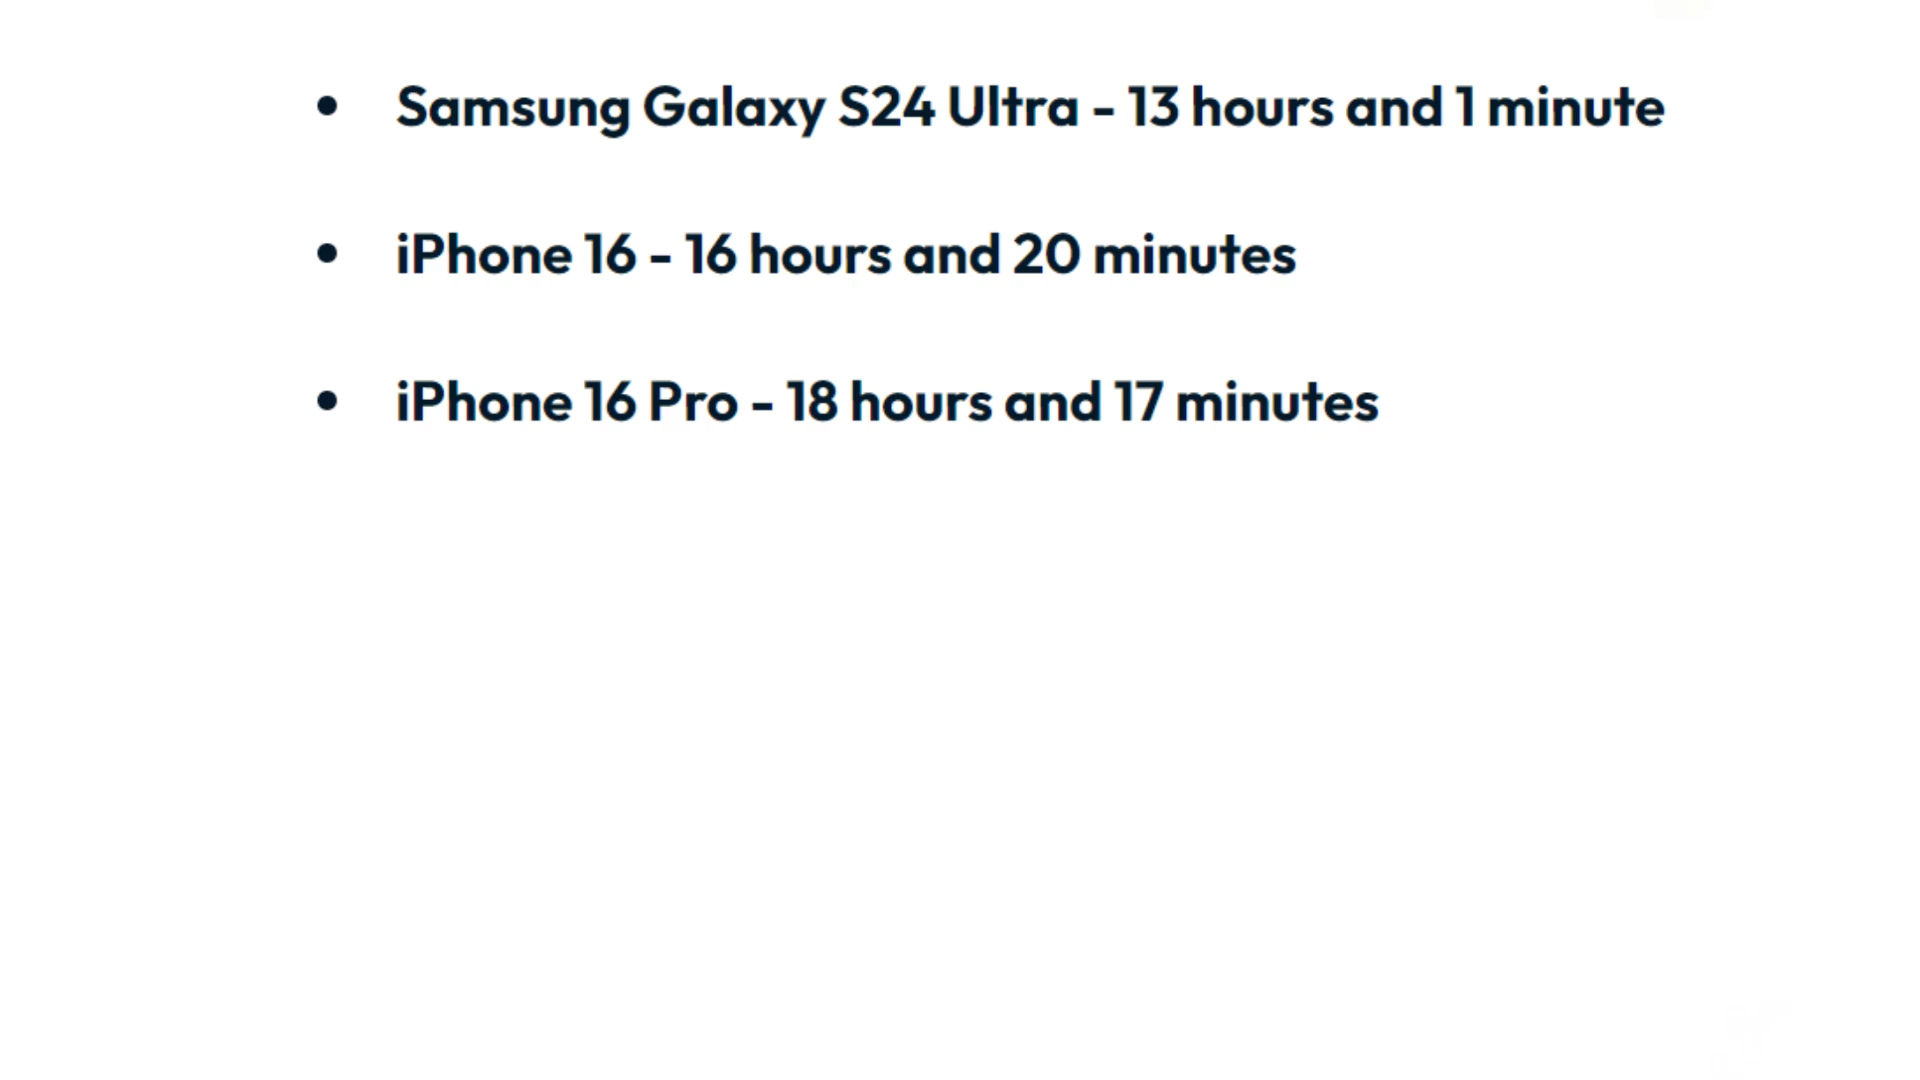 • Samsung Galaxy S24 Ultra - 13 hours and 1 minute
• iPhone 16 - 16 hours and 20 minutes
• iPhone 16 Pro - 18 hours and 17 minutes